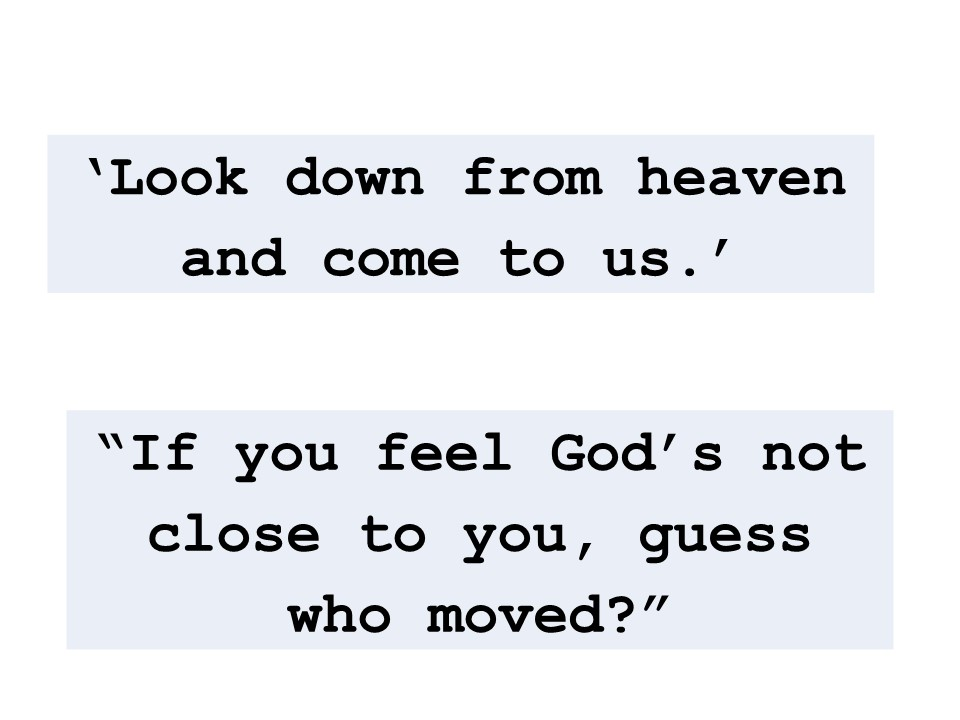 ‘Look down from heaven
and come to us.’
“If you feel God’s not
close to you, guess
who moved?”